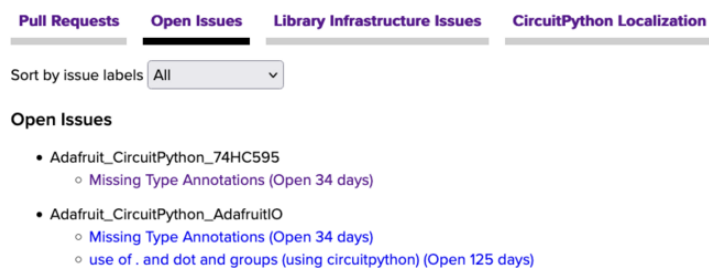 Pull Requests Open Issues Library Infrastructure Issues CircuitPython Localization
Sort by issue labels All
Open Issues
Adafruit_CircuitPython_74HC595
Missing Type Annotations (Open 34 days)
Adafruit_CircuitPython_AdafruitIO
Missing Type Annotations (Open 34 days)
use of . and dot and groups (using circuitpython) (Open 125 days)